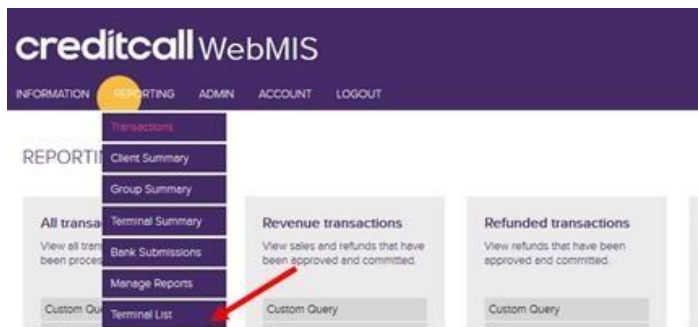 creditcall WebMIS
INFORMATION REPORTING ADMIN ACCOUNT LOGOUT
Transactions
Client Summary
Group Summary
Terminal Summary
Bank Submissions
Manage Reports
Terminal List
REPORTI
All transa
View all tran
been proces
Custom Qu
Revenue transactions
View sales and refunds that have
been approved and committed.
Custom Query
Refunded transactions
View refunds that have been
approved and committed.
Custom Query